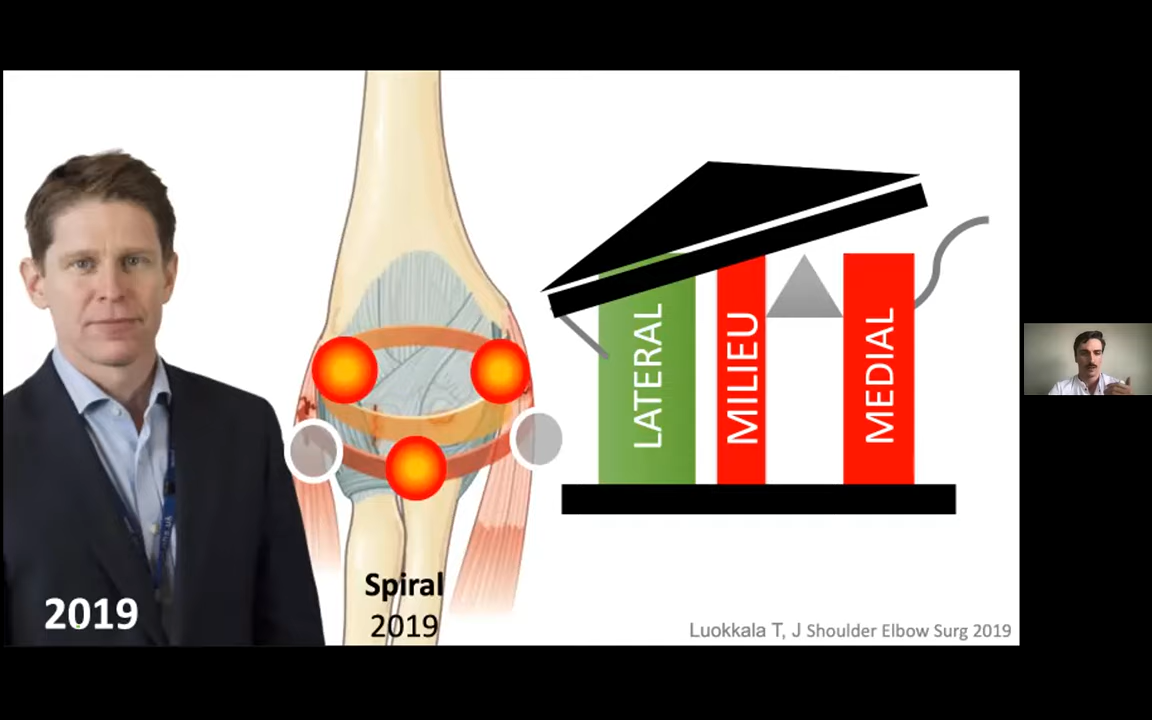 LATERAL
MILIEU
MEDIAL
Spiral
2019
2019
Luokkala T, J Shoulder Elbow Surg 2019